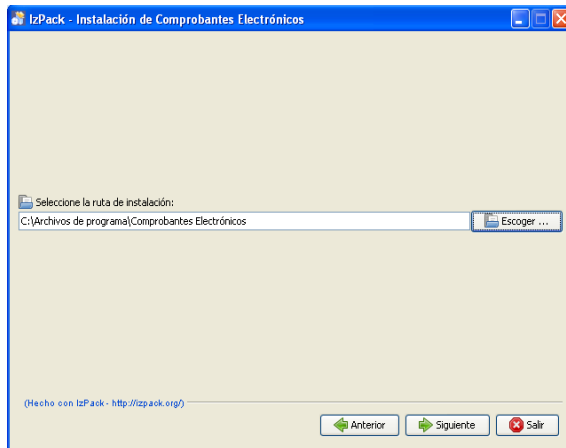 IzPack - Instalación de Comprobantes Electrónicos
Seleccione la ruta de instalación:
C:\Archivos de programa\Comprobantes Electrónicos
Escoger ...
(Hecho con IzPack - http://izpack.org/)
Anterior
Siguiente
Salir